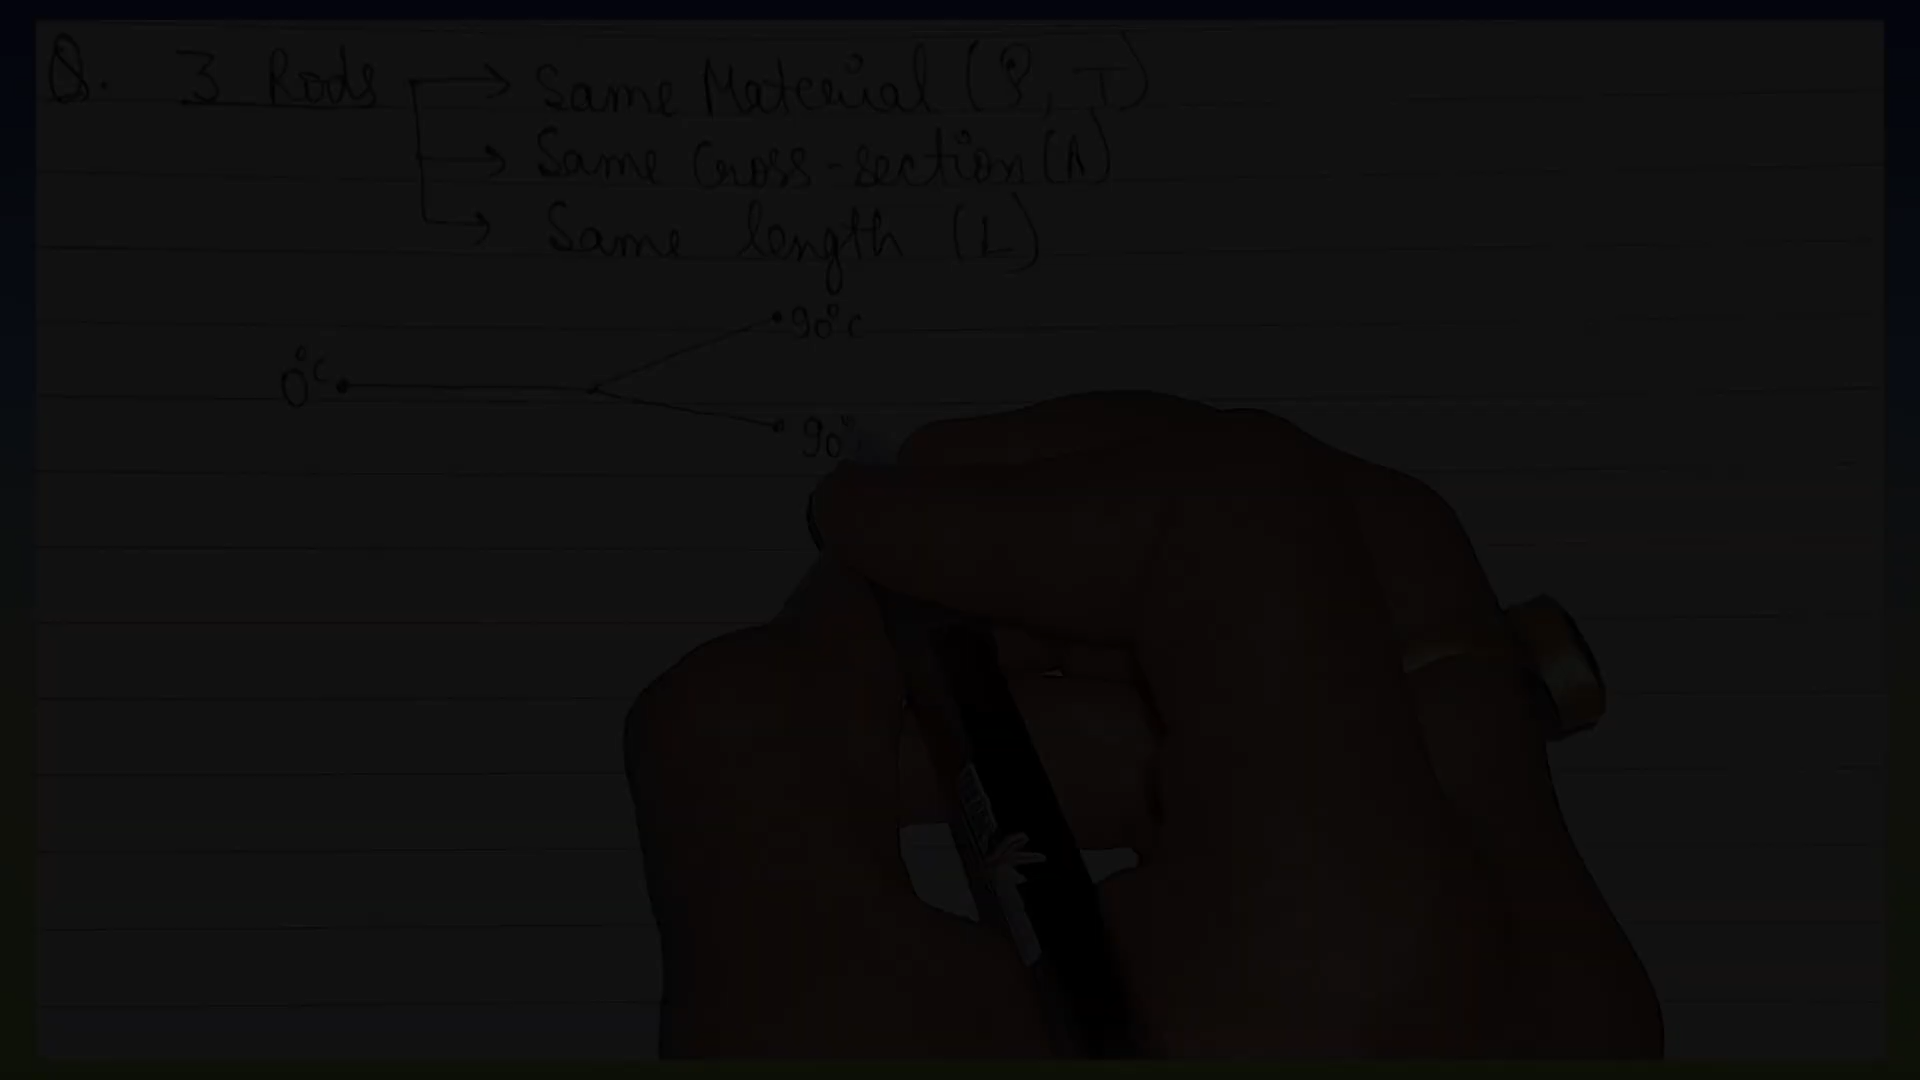 Q. 3 Rods → Same Material (ρ, T)
→ Same Cross-section (A)
→ Same length (L)
90°C
0°C
90°